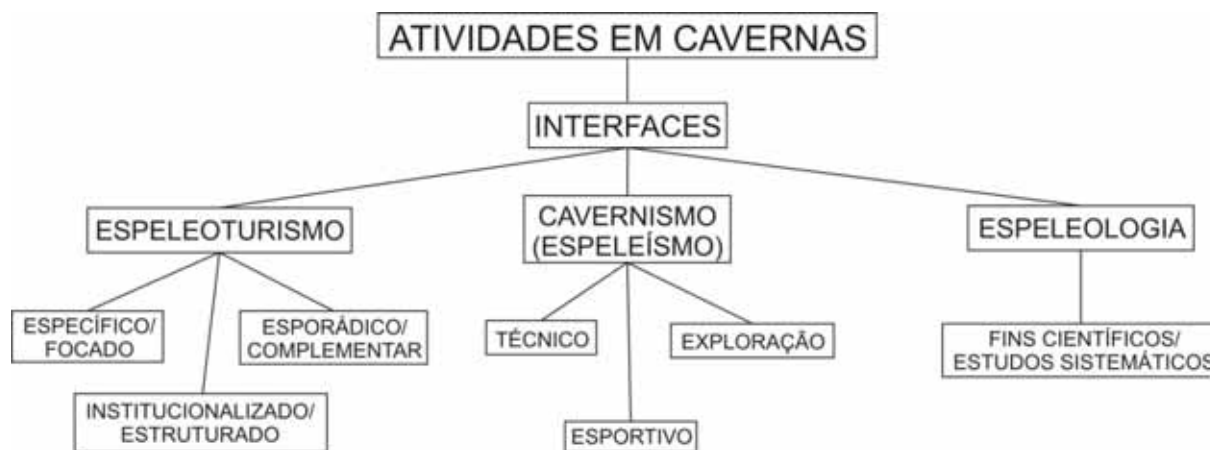 ATIVIDADES EM CAVERNAS
INTERFACES
ESPELEOTURISMO
CAVERNISMO
(ESPELEÍSMO)
ESPELEOLOGIA
ESPECÍFICO/
FOCADO
ESPORÁDICO/
COMPLEMENTAR
INSTITUCIONALIZADO/
ESTRUTURADO
TÉCNICO
EXPLORAÇÃO
ESPORTIVO
FINS CIENTÍFICOS/
ESTUDOS SISTEMÁTICOS